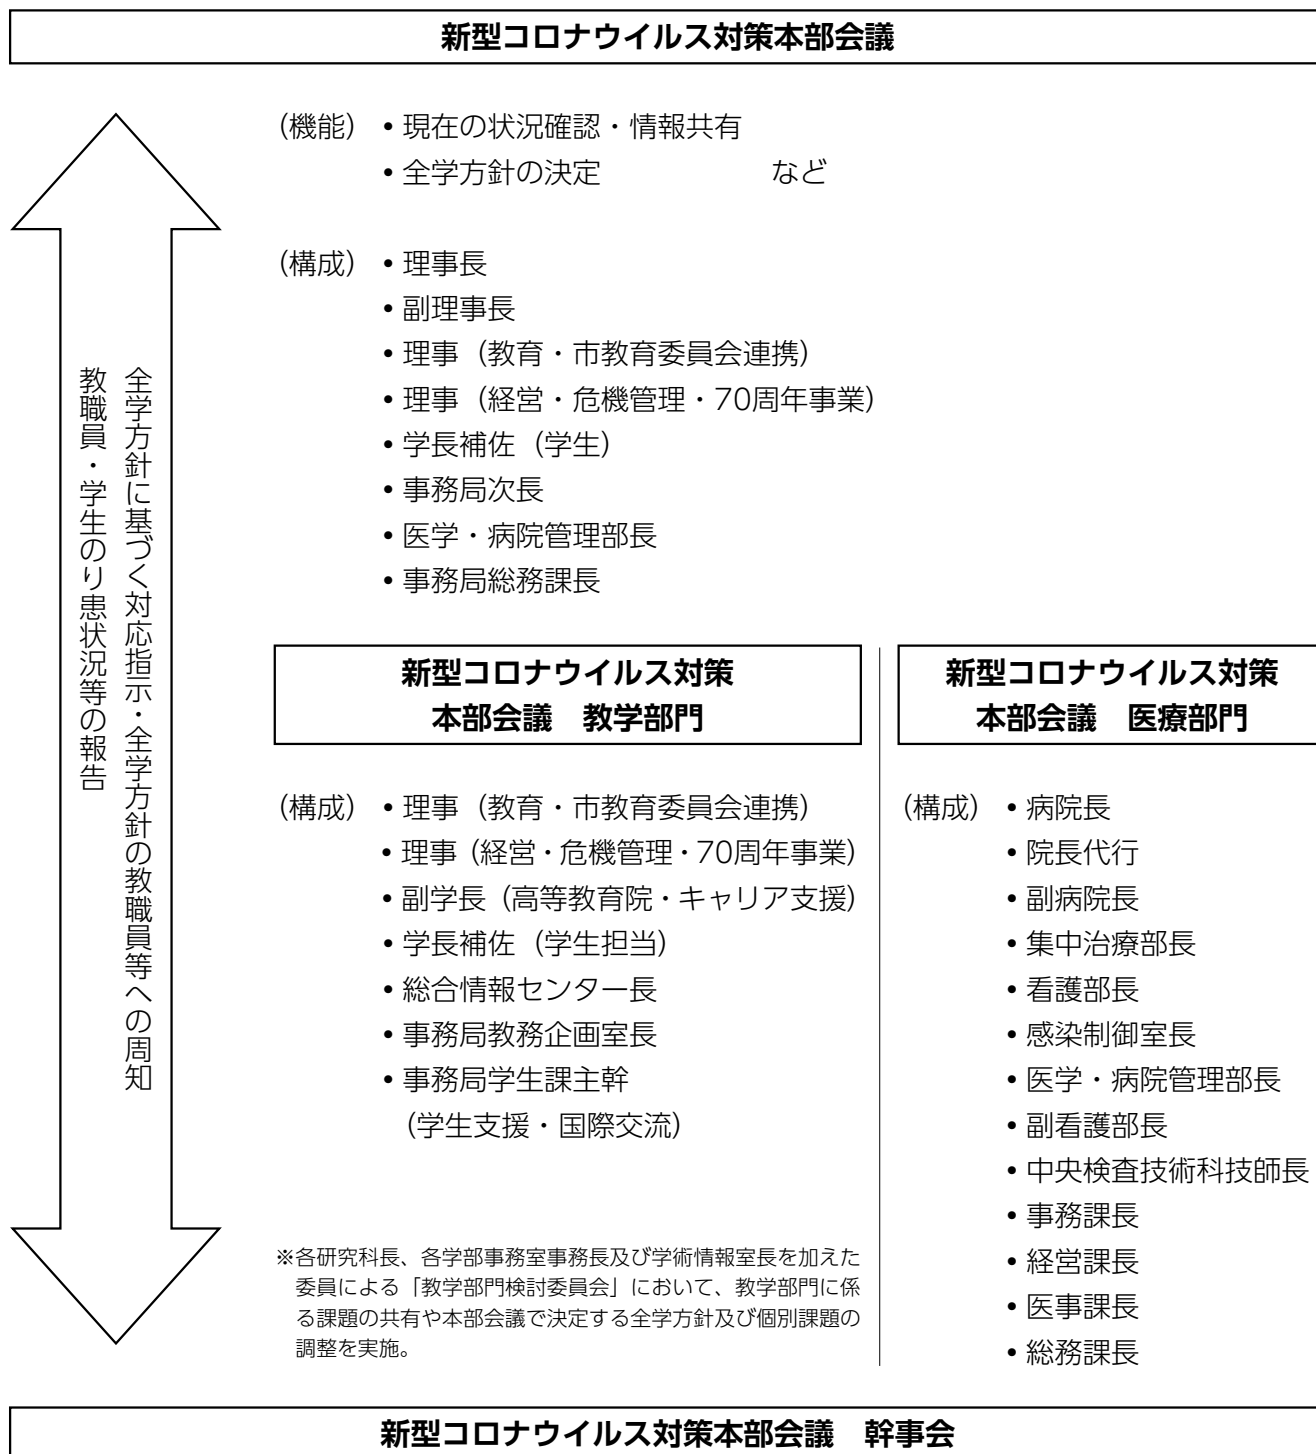 新型コロナウイルス対策本部会議
（機能）•現在の状況確認・情報共有
•全学方針の決定　　　　　　など
（構成）•理事長
•副理事長
•理事（教育・市教育委員会連携）
•理事（経営・危機管理・70周年事業）
•学長補佐（学生）
•事務局次長
•医学・病院管理部長
•事務局総務課長
全学方針に基づく対応指示・全学方針の教職員等への周知
教職員・学生のり患状況等の報告
新型コロナウイルス対策
本部会議　教学部門
（構成）•理事（教育・市教育委員会連携）
•理事（経営・危機管理・70周年事業）
•副学長（高等教育院・キャリア支援）
•学長補佐（学生担当）
•総合情報センター長
•事務局教務企画室長
•事務局学生課主幹
（学生支援・国際交流）
※各研究科長、各学部事務室事務長及び学術情報室長を加えた
委員による「教学部門検討委員会」において、教学部門に係
る課題の共有や本部会議で決定する全学方針及び個別課題の
調整を実施。
新型コロナウイルス対策
本部会議　医療部門
（構成）•病院長
•院長代行
•副病院長
•集中治療部長
•看護部長
•感染制御室長
•医学・病院管理部長
•副看護部長
•中央検査技術科技師長
•事務課長
•経営課長
•医事課長
•総務課長
新型コロナウイルス対策本部会議　幹事会